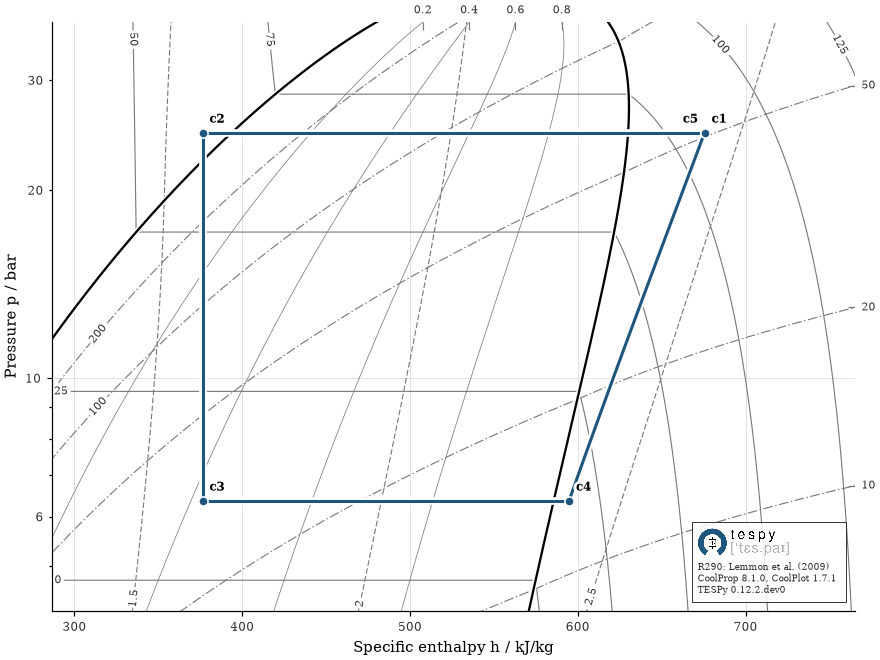 0.2 0.4 0.6 0.8
50 75 100 125
30
50
c2 c5 c1
20
200
20
10
25
100
c3 c4
10
6
tespy
['tɛs.paɪ]
R290: Lemmon et al. (2009)
CoolProp 8.1.0, CoolPlot 1.7.1
TESPy 0.12.2.dev0
0
1.5 2 2.5
300 400 500 600 700
Specific enthalpy h / kJ/kg
Pressure p / bar